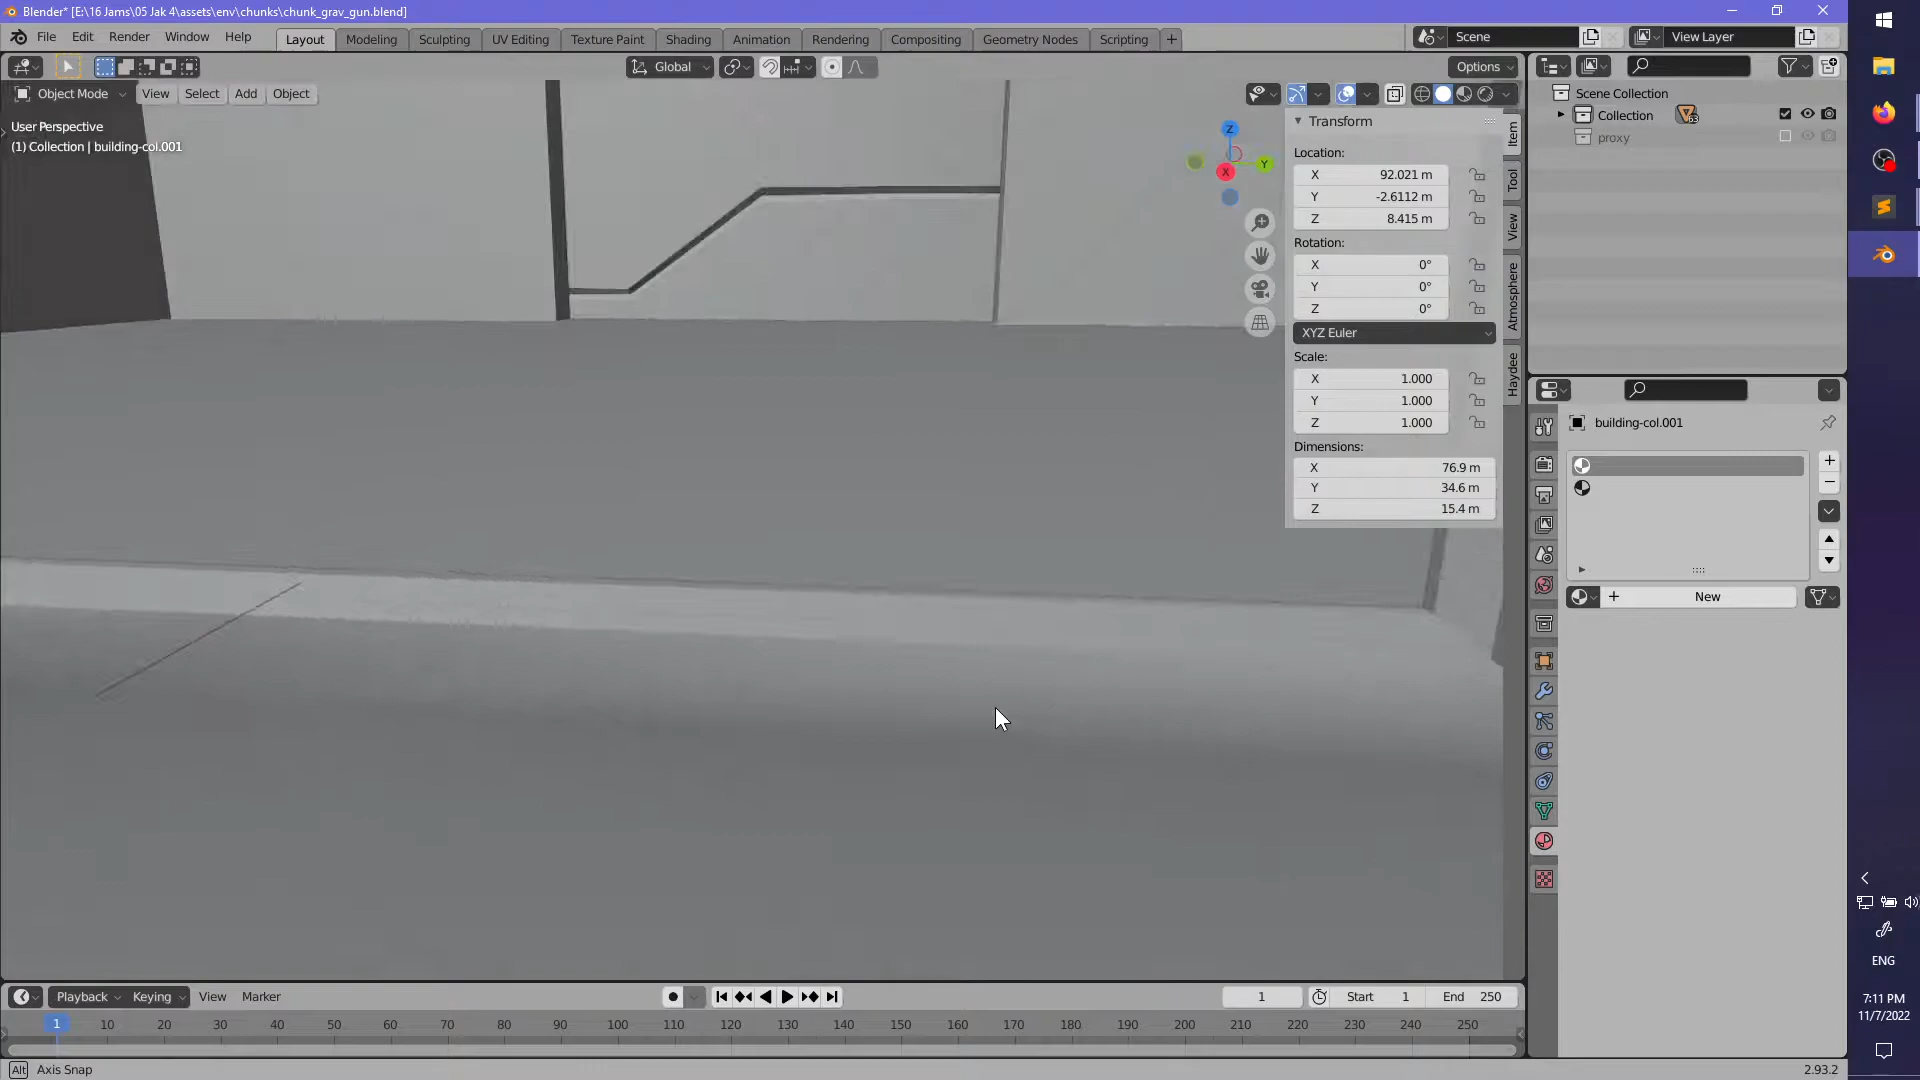 Blender* [E:\16 Jams\05 Jak 4\assets\env\chunks\chunk_grav_gun.blend]
File Edit Render Window Help
Layout Modeling Sculpting UV Editing Texture Paint Shading Animation Rendering Compositing Geometry Nodes Scripting +
Scene View Layer
Global Options
Object Mode View Select Add Object
User Perspective
(1) Collection | building-col.001
Z
Y
X
Transform
Location:
X 92.021 m
Y -2.6112 m
Z 8.415 m
Rotation:
X 0°
Y 0°
Z 0°
XYZ Euler
Scale:
X 1.000
Y 1.000
Z 1.000
Dimensions:
X 76.9 m
Y 34.6 m
Z 15.4 m
Item
Tool
View
Atmosphere
Haydee
Scene Collection
Collection 63
proxy
building-col.001
New
Playback Keying View Marker
1 Start 1 End 250
1 10 20 30 40 50 60 70 80 90 100 110 120 130 140 150 160 170 180 190 200 210 220 230 240 250
Alt Axis Snap
2.93.2
ENG
7:11 PM
11/7/2022